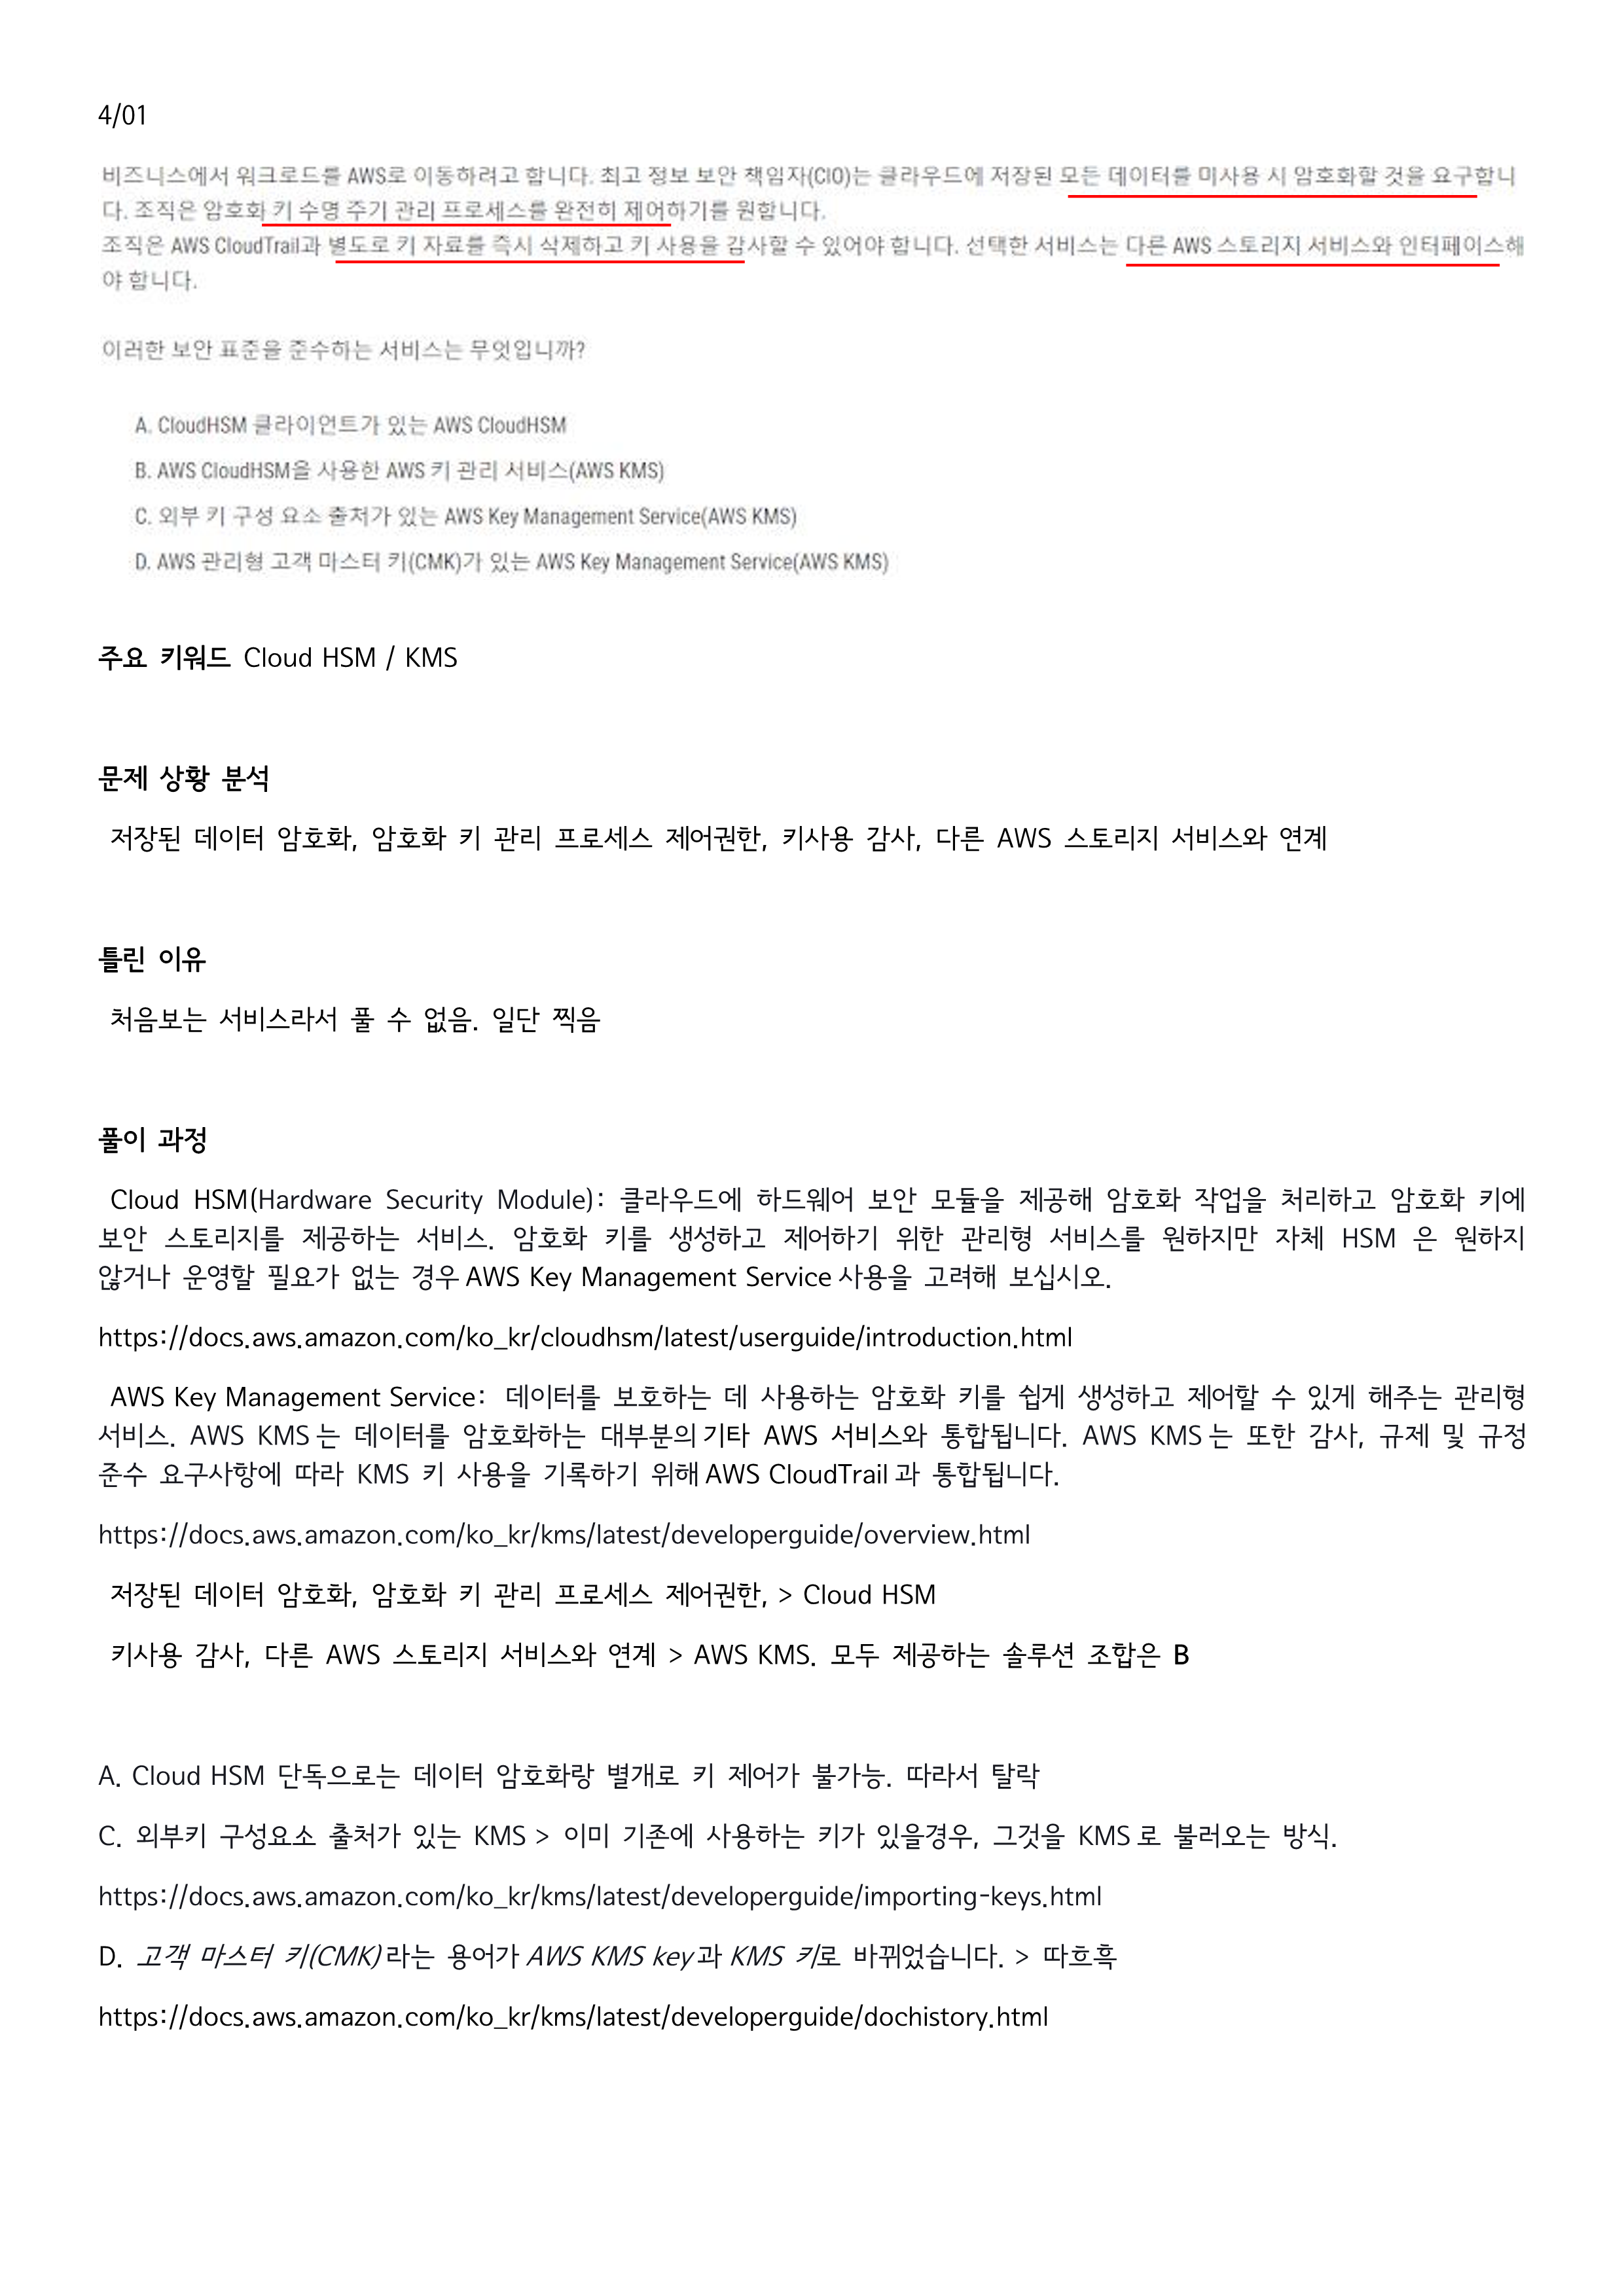 4/01
비즈니스에서 워크로드를 AWS로 이동하려고 합니다. 최고 정보 보안 책임자(CIO)는 클라우드에 저장된 모든 데이터를 미사용 시 암호화할 것을 요구합니
다. 조직은 암호화 키 수명 주기 관리 프로세스를 완전히 제어하기를 원합니다.
조직은 AWS CloudTrail과 별도로 키 자료를 즉시 삭제하고 키 사용을 감사할 수 있어야 합니다. 선택한 서비스는 다른 AWS 스토리지 서비스와 인터페이스해
야 합니다.
이러한 보안 표준을 준수하는 서비스는 무엇입니까?
A. CloudHSM 클라이언트가 있는 AWS CloudHSM
B. AWS CloudHSM을 사용한 AWS 키 관리 서비스(AWS KMS)
C. 외부 키 구성 요소 출처가 있는 AWS Key Management Service(AWS KMS)
D. AWS 관리형 고객 마스터 키(CMK)가 있는 AWS Key Management Service(AWS KMS)
주요 키워드 Cloud HSM / KMS
문제 상황 분석
저장된 데이터 암호화, 암호화 키 관리 프로세스 제어권한, 키사용 감사, 다른 AWS 스토리지 서비스와 연계
틀린 이유
처음보는 서비스라서 풀 수 없음. 일단 찍음
풀이 과정
Cloud HSM(Hardware Security Module): 클라우드에 하드웨어 보안 모듈을 제공해 암호화 작업을 처리하고 암호화 키에
보안 스토리지를 제공하는 서비스. 암호화 키를 생성하고 제어하기 위한 관리형 서비스를 원하지만 자체 HSM 은 원하지
않거나 운영할 필요가 없는 경우 AWS Key Management Service 사용을 고려해 보십시오.
https://docs.aws.amazon.com/ko_kr/cloudhsm/latest/userguide/introduction.html
AWS Key Management Service: 데이터를 보호하는 데 사용하는 암호화 키를 쉽게 생성하고 제어할 수 있게 해주는 관리형
서비스. AWS KMS 는 데이터를 암호화하는 대부분의 기타 AWS 서비스와 통합됩니다. AWS KMS 는 또한 감사, 규제 및 규정
준수 요구사항에 따라 KMS 키 사용을 기록하기 위해 AWS CloudTrail 과 통합됩니다.
https://docs.aws.amazon.com/ko_kr/kms/latest/developerguide/overview.html
저장된 데이터 암호화, 암호화 키 관리 프로세스 제어권한, > Cloud HSM
키사용 감사, 다른 AWS 스토리지 서비스와 연계 > AWS KMS. 모두 제공하는 솔루션 조합은 B
A. Cloud HSM 단독으로는 데이터 암호화랑 별개로 키 제어가 불가능. 따라서 탈락
C. 외부키 구성요소 출처가 있는 KMS > 이미 기존에 사용하는 키가 있을경우, 그것을 KMS 로 불러오는 방식.
https://docs.aws.amazon.com/ko_kr/kms/latest/developerguide/importing-keys.html
D. 고객 마스터 키(CMK)라는 용어가 AWS KMS key과 KMS 키로 바뀌었습니다. > 따흐흑
https://docs.aws.amazon.com/ko_kr/kms/latest/developerguide/dochistory.html